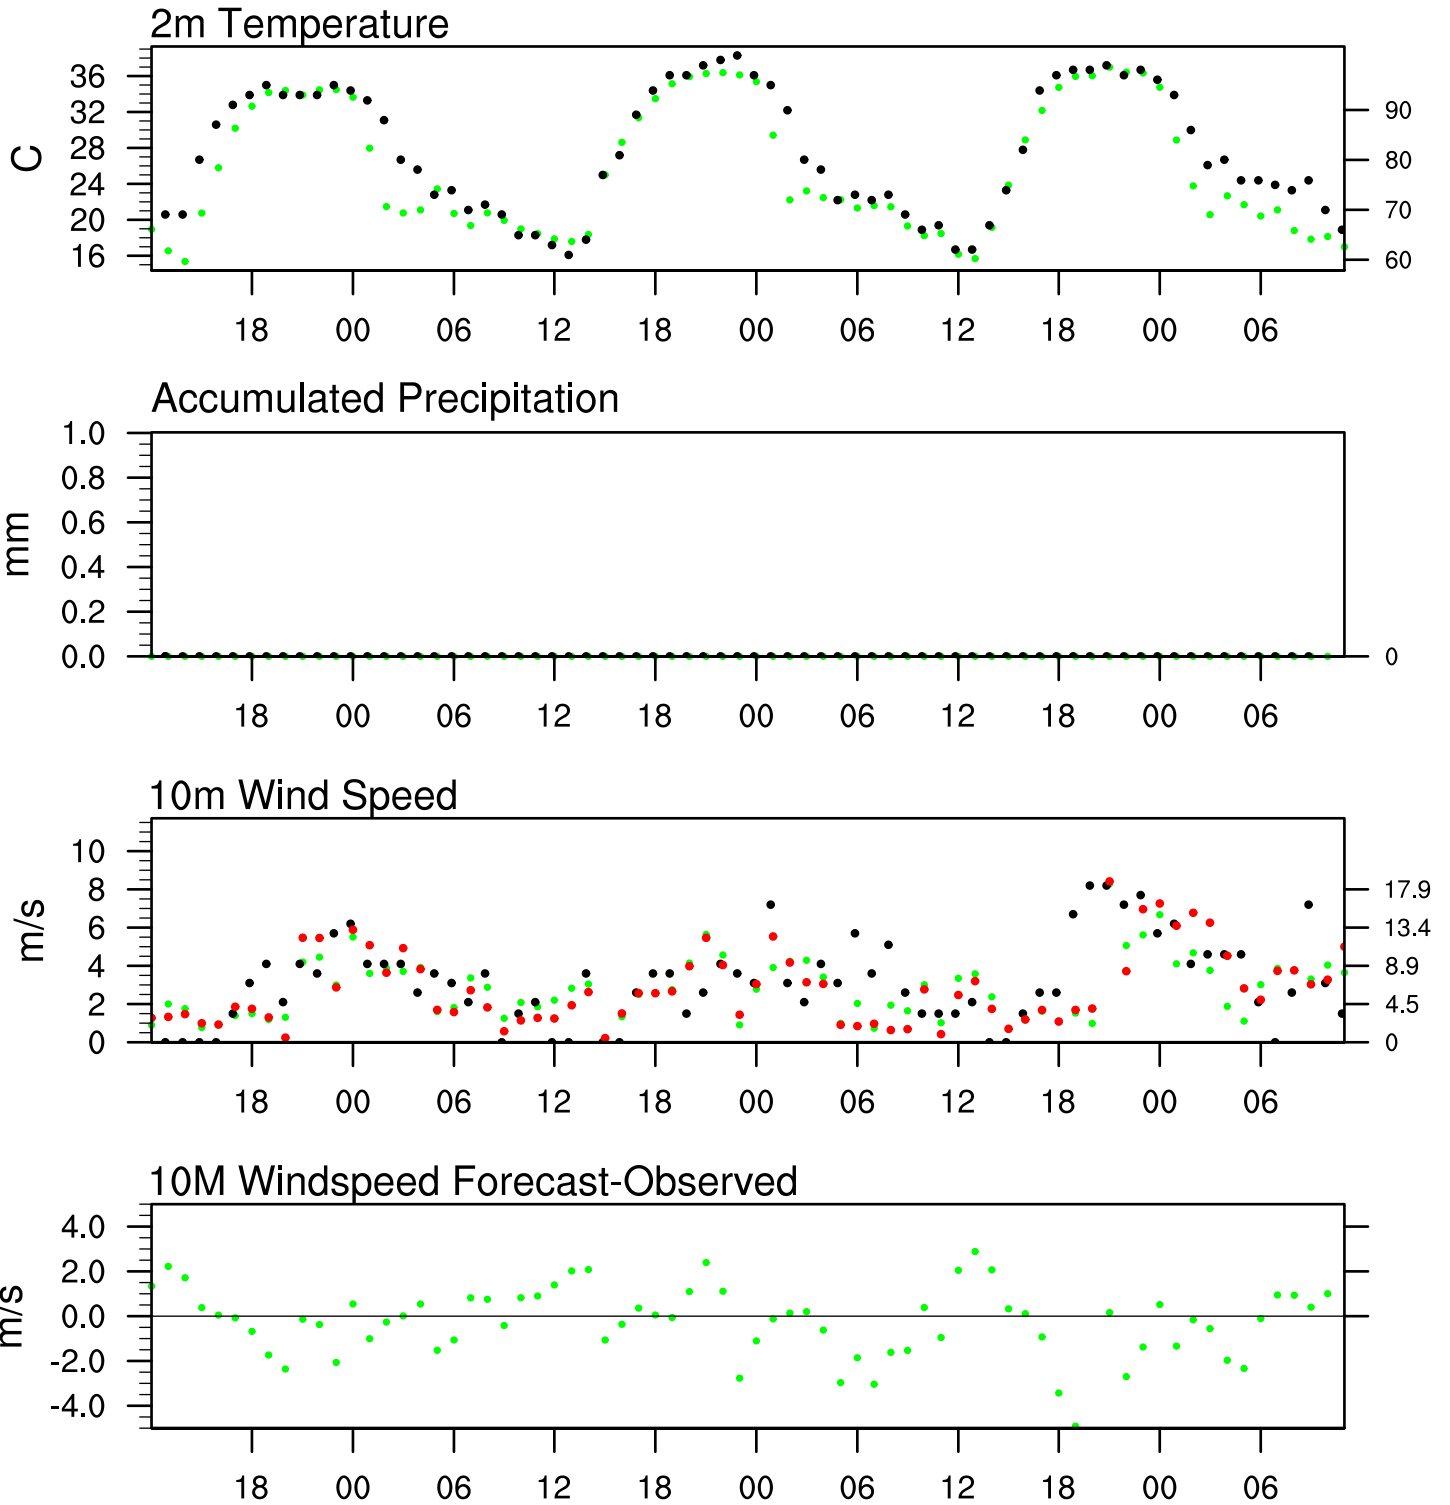 2m Temperature
36
32
28
24
20
16
C
90
80
70
60
18 00 06 12 18 00 06 12 18 00 06
Accumulated Precipitation
1.0
0.8
0.6
0.4
0.2
0.0
mm
0
18 00 06 12 18 00 06 12 18 00 06
10m Wind Speed
10
8
6
4
2
0
m/s
17.9
13.4
8.9
4.5
0
18 00 06 12 18 00 06 12 18 00 06
10M Windspeed Forecast-Observed
4.0
2.0
0.0
-2.0
-4.0
m/s
18 00 06 12 18 00 06 12 18 00 06